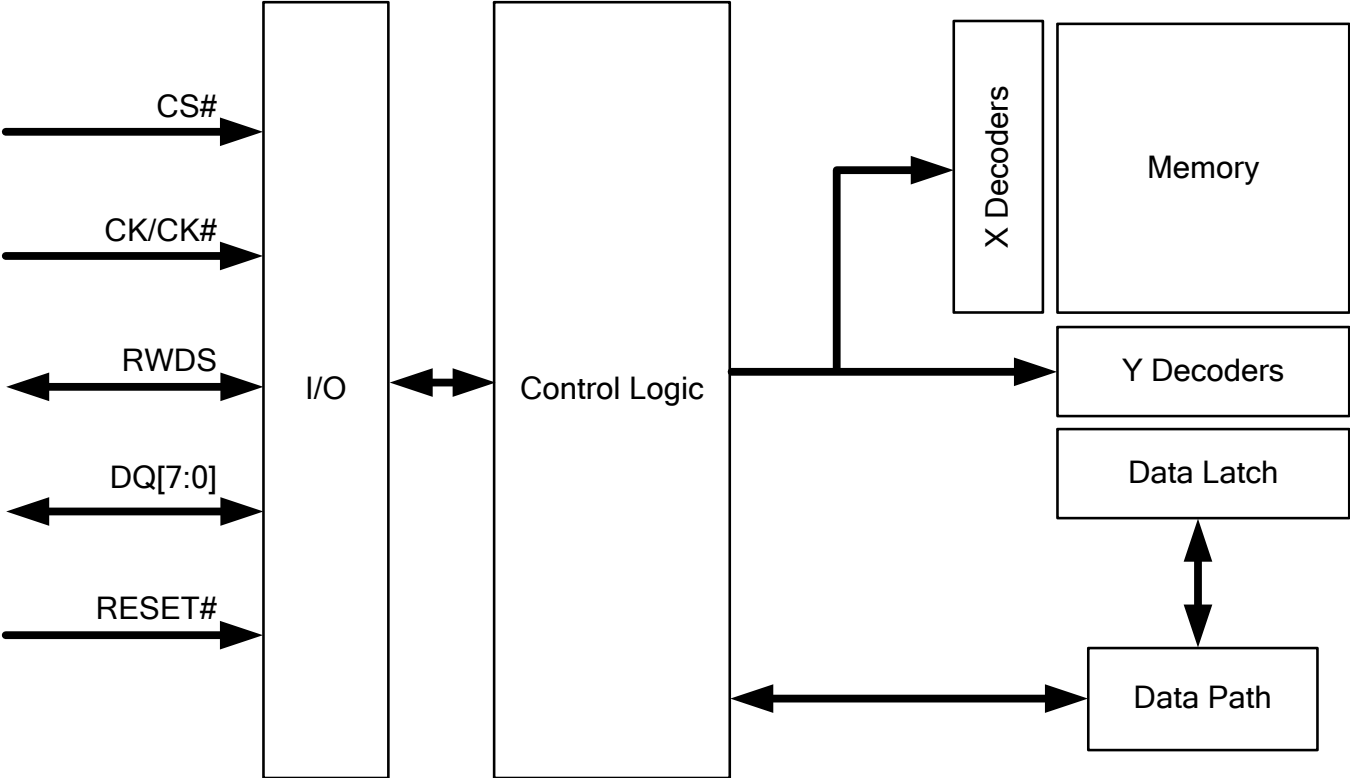 CS#
CK/CK#
RWDS
DQ[7:0]
RESET#
I/O
Control Logic
X Decoders
Memory
Y Decoders
Data Latch
Data Path